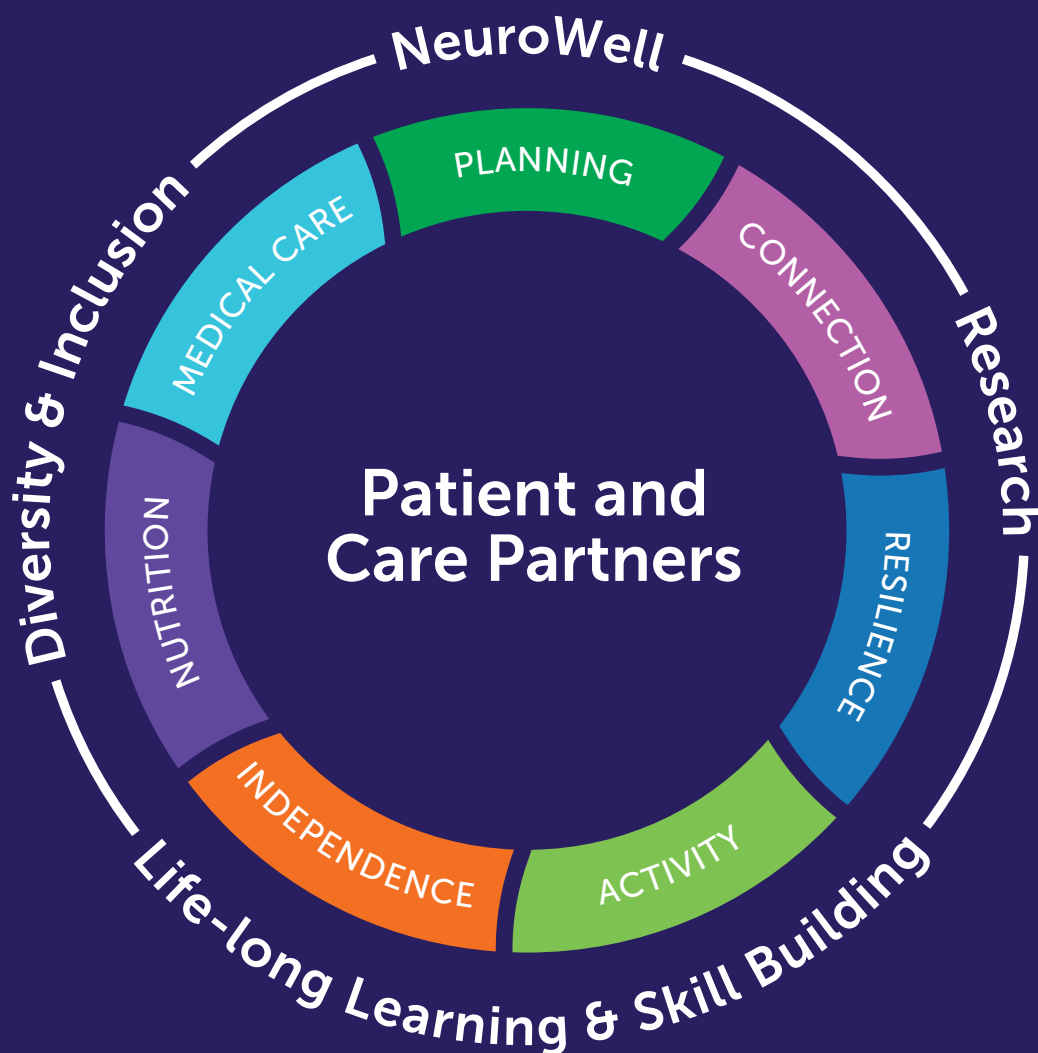 NeuroWell
Research
Life-long Learning & Skill Building
Diversity & Inclusion
PLANNING
CONNECTION
RESILIENCE
ACTIVITY
INDEPENDENCE
NUTRITION
MEDICAL CARE
Patient and
Care Partners